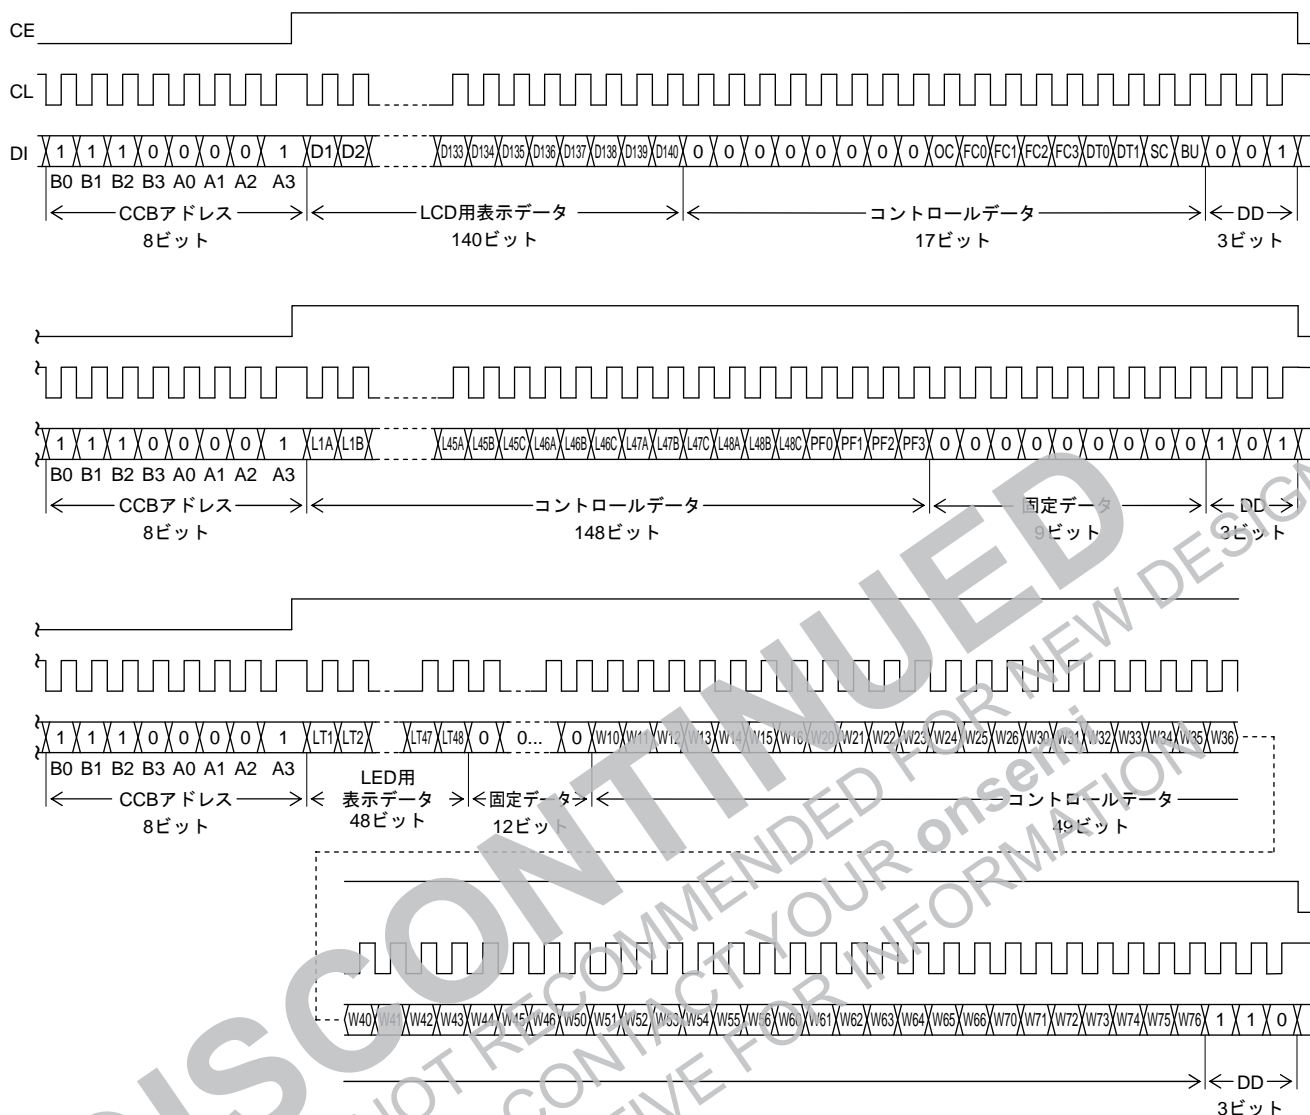 CE
CL
DI 1 1 1 0 0 0 0 1 D1 D2 D133 D134 D135 D136 D137 D138 D139 D140 0 0 0 0 0 0 0 0 OC FC0 FC1 FC2 FC3 DT0 DT1 SC BU 0 0 1
B0 B1 B2 B3 A0 A1 A2 A3
CCBアドレス LCD用表示データ コントロールデータ DD
8ビット 140ビット 17ビット 3ビット
1 1 1 0 0 0 0 1 L1A L1B L45A L45B L45C L46A L46B L46C L47A L47B L47C L48A L48B L48C PF0 PF1 PF2 PF3 0 0 0 0 0 0 0 0 0 1 0 1
B0 B1 B2 B3 A0 A1 A2 A3
CCBアドレス コントロールデータ 固定データ DD
8ビット 148ビット 9ビット 3ビット
1 1 1 0 0 0 0 1 LT1 LT2 LT47 LT48 0 0... 0 W10 W11 W12 W13 W14 W15 W16 W20 W21 W22 W23 W24 W25 W26 W30 W31 W32 W33 W34 W35 W36
B0 B1 B2 B3 A0 A1 A2 A3
LED用
CCBアドレス 表示データ 固定データ コントロールデータ
8ビット 48ビット 12ビット 49ビット
W40 W41 W42 W43 W44 W45 W46 W50 W51 W52 W53 W54 W55 W56 W60 W61 W62 W63 W64 W65 W66 W70 W71 W72 W73 W74 W75 W76 1 1 0
DD
3ビット
DISCONTINUED
NOT RECOMMENDED FOR NEW DESIGN
CONTACT YOUR onsemi
FOR INFORMATION